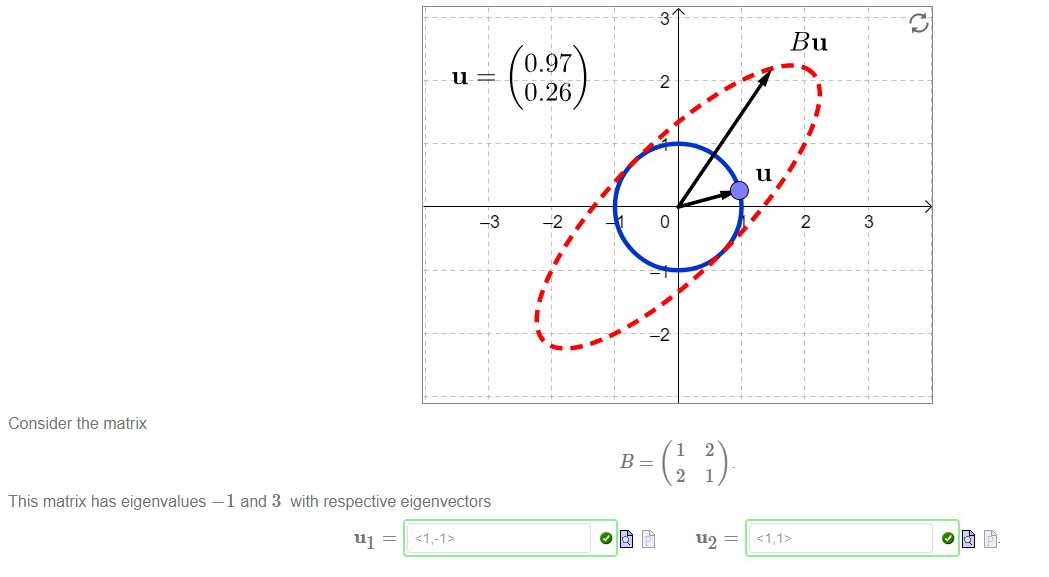 3
Bu
u = (0.97
0.26)
2
1
u
−3 −2 −1 0 1 2 3
−1
−2
Consider the matrix
B = (1 2
2 1).
This matrix has eigenvalues −1 and 3 with respective eigenvectors
u1 = <1,-1> u2 = <1,1> .